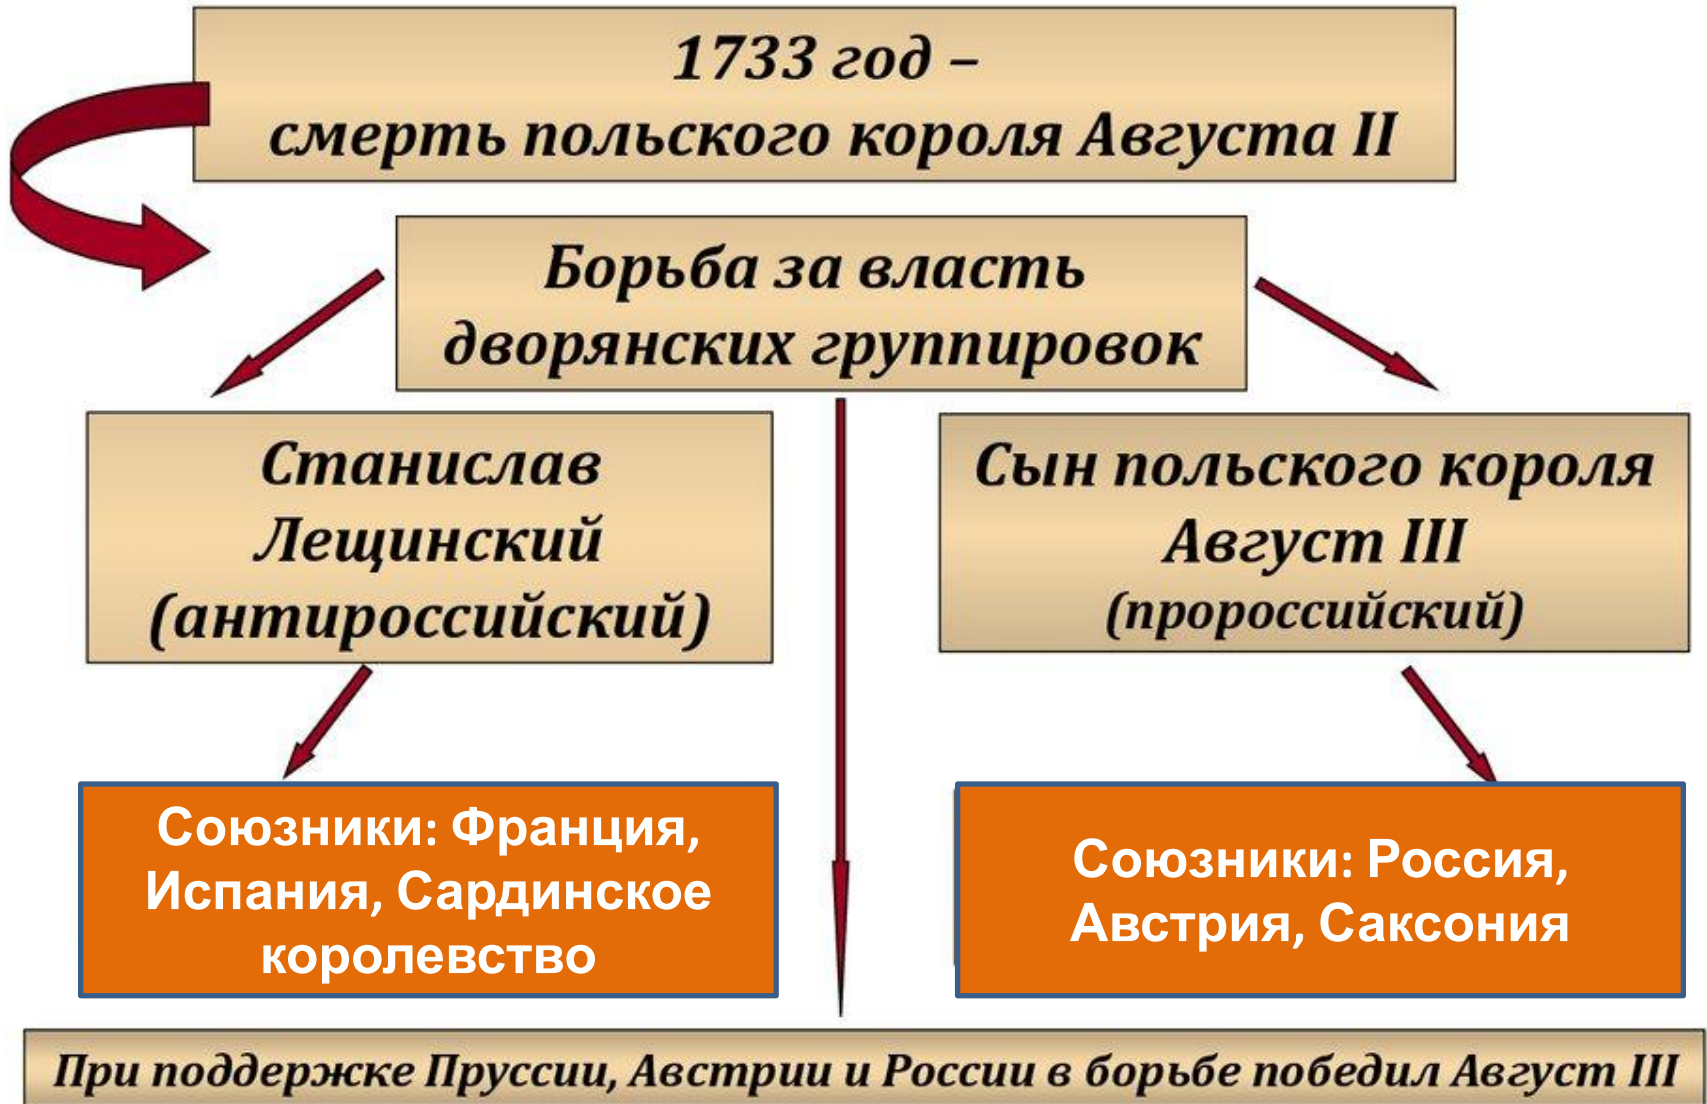 1733 год –
смерть польского короля Августа II
Борьба за власть
дворянских группировок
Станислав
Лещинский
(антироссийский)
Сын польского короля
Август III
(пророссийский)
Союзники: Франция,
Испания, Сардинское
королевство
Союзники: Россия,
Австрия, Саксония
При поддержке Пруссии, Австрии и России в борьбе победил Август III